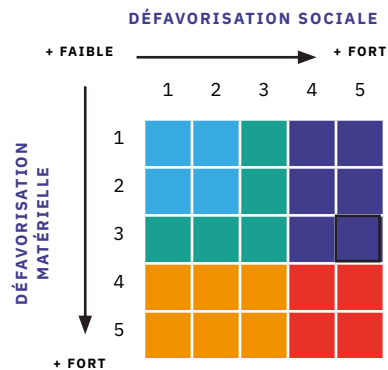 DÉFAVORISATION SOCIALE
+ FAIBLE
+ FORT
1 2 3 4 5
DÉFAVORISATION
MATÉRIELLE
1
2
3
4
5
+ FORT